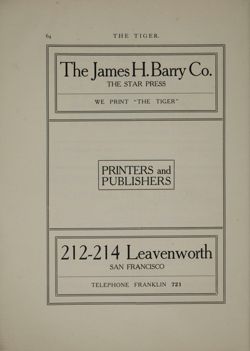 64
THE TIGER.
The James H. Barry Co.
THE STAR PRESS
WE PRINT "THE TIGER"
PRINTERS and
PUBLISHERS
212-214 Leavenworth
SAN FRANCISCO
TELEPHONE FRANKLIN 721